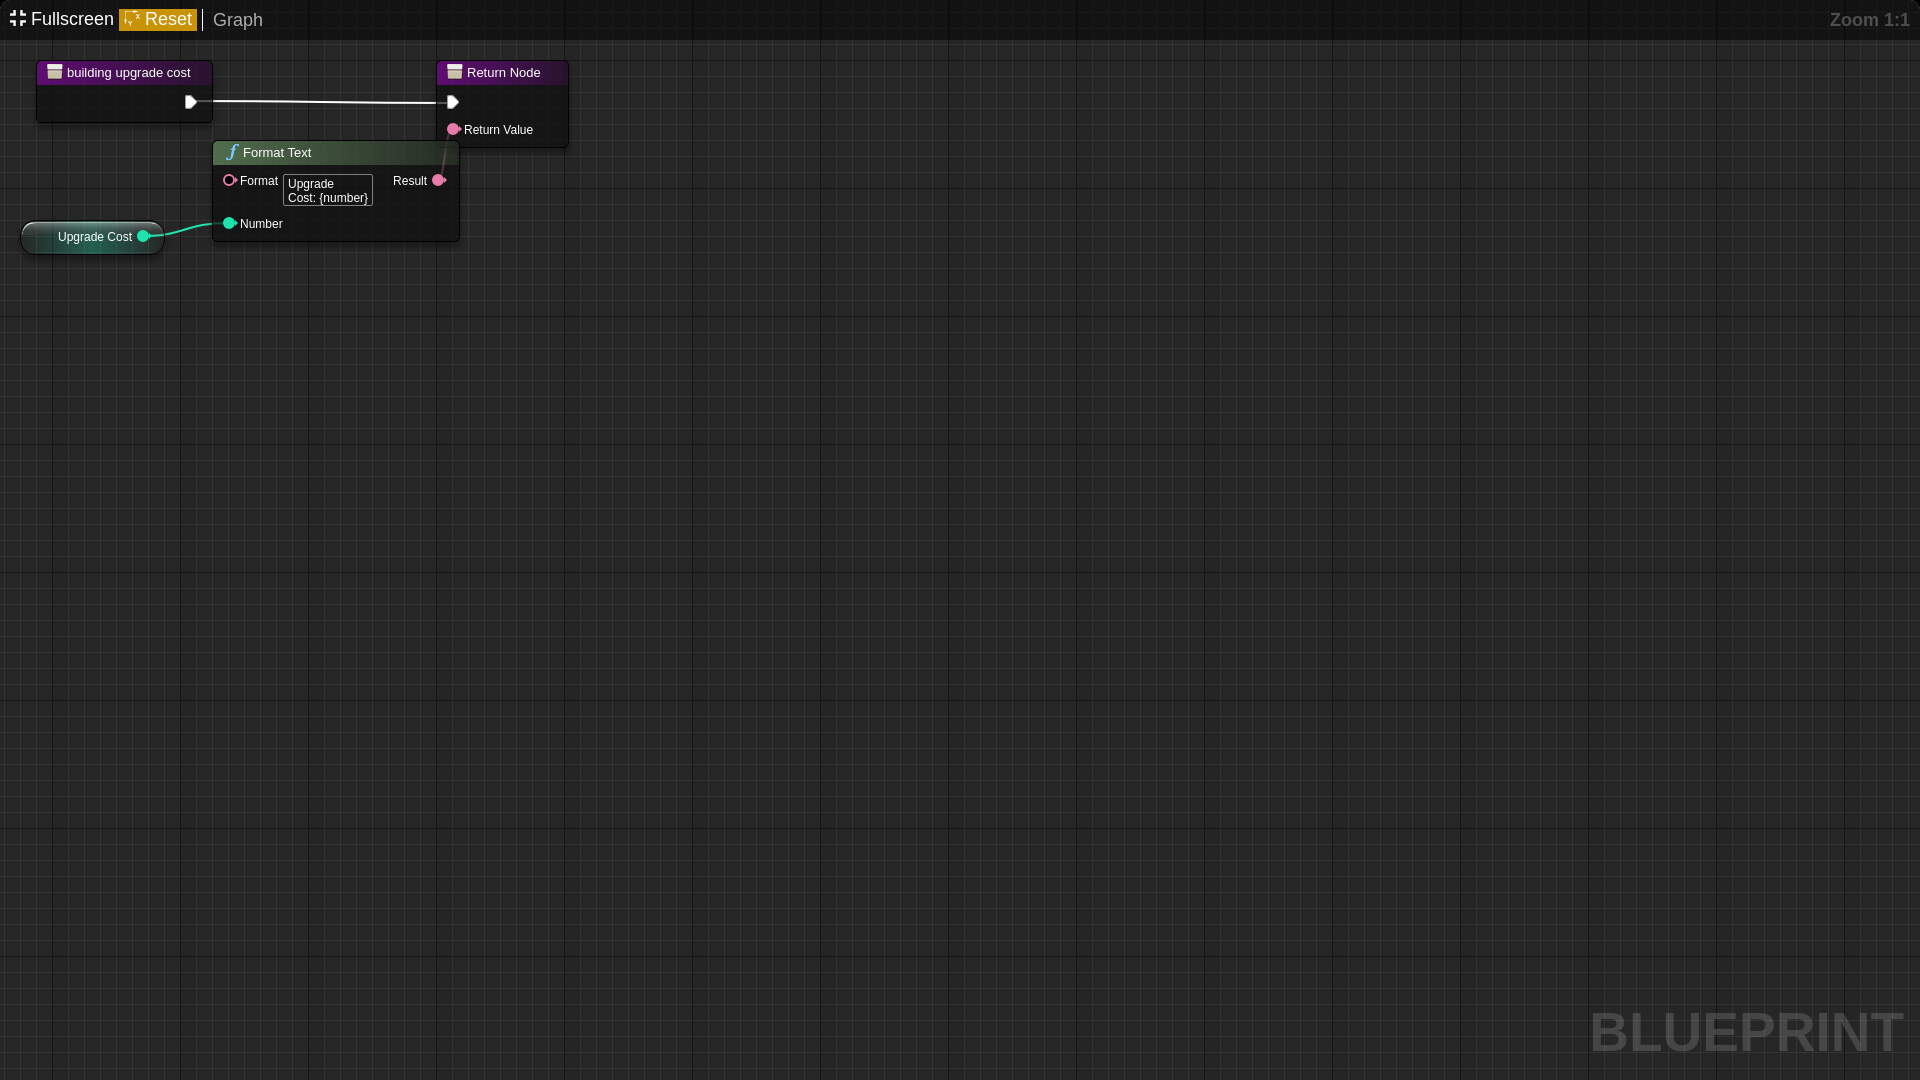 Fullscreen Reset Graph
Zoom 1:1
building upgrade cost
Return Node
Return Value
Format Text
Format
Upgrade
Cost: {number}
Result
Number
Upgrade Cost
BLUEPRINT